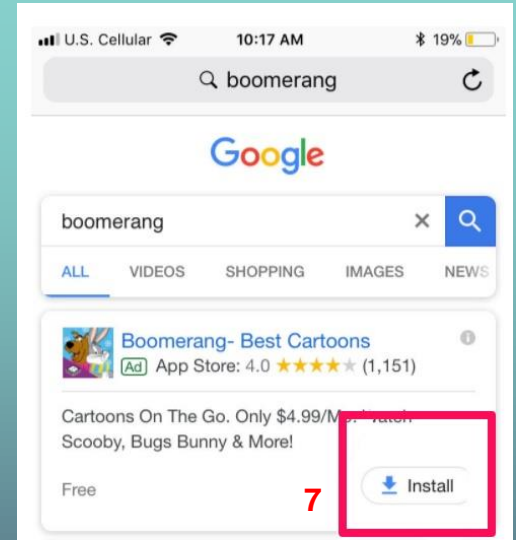 U.S. Cellular 10:17 AM 19%
boomerang
Google
boomerang
ALL VIDEOS SHOPPING IMAGES NEWS
Boomerang- Best Cartoons
Ad App Store: 4.0 ★★★★★ (1,151)
Cartoons On The Go. Only $4.99/
Scooby, Bugs Bunny & More!
Free 7 Install